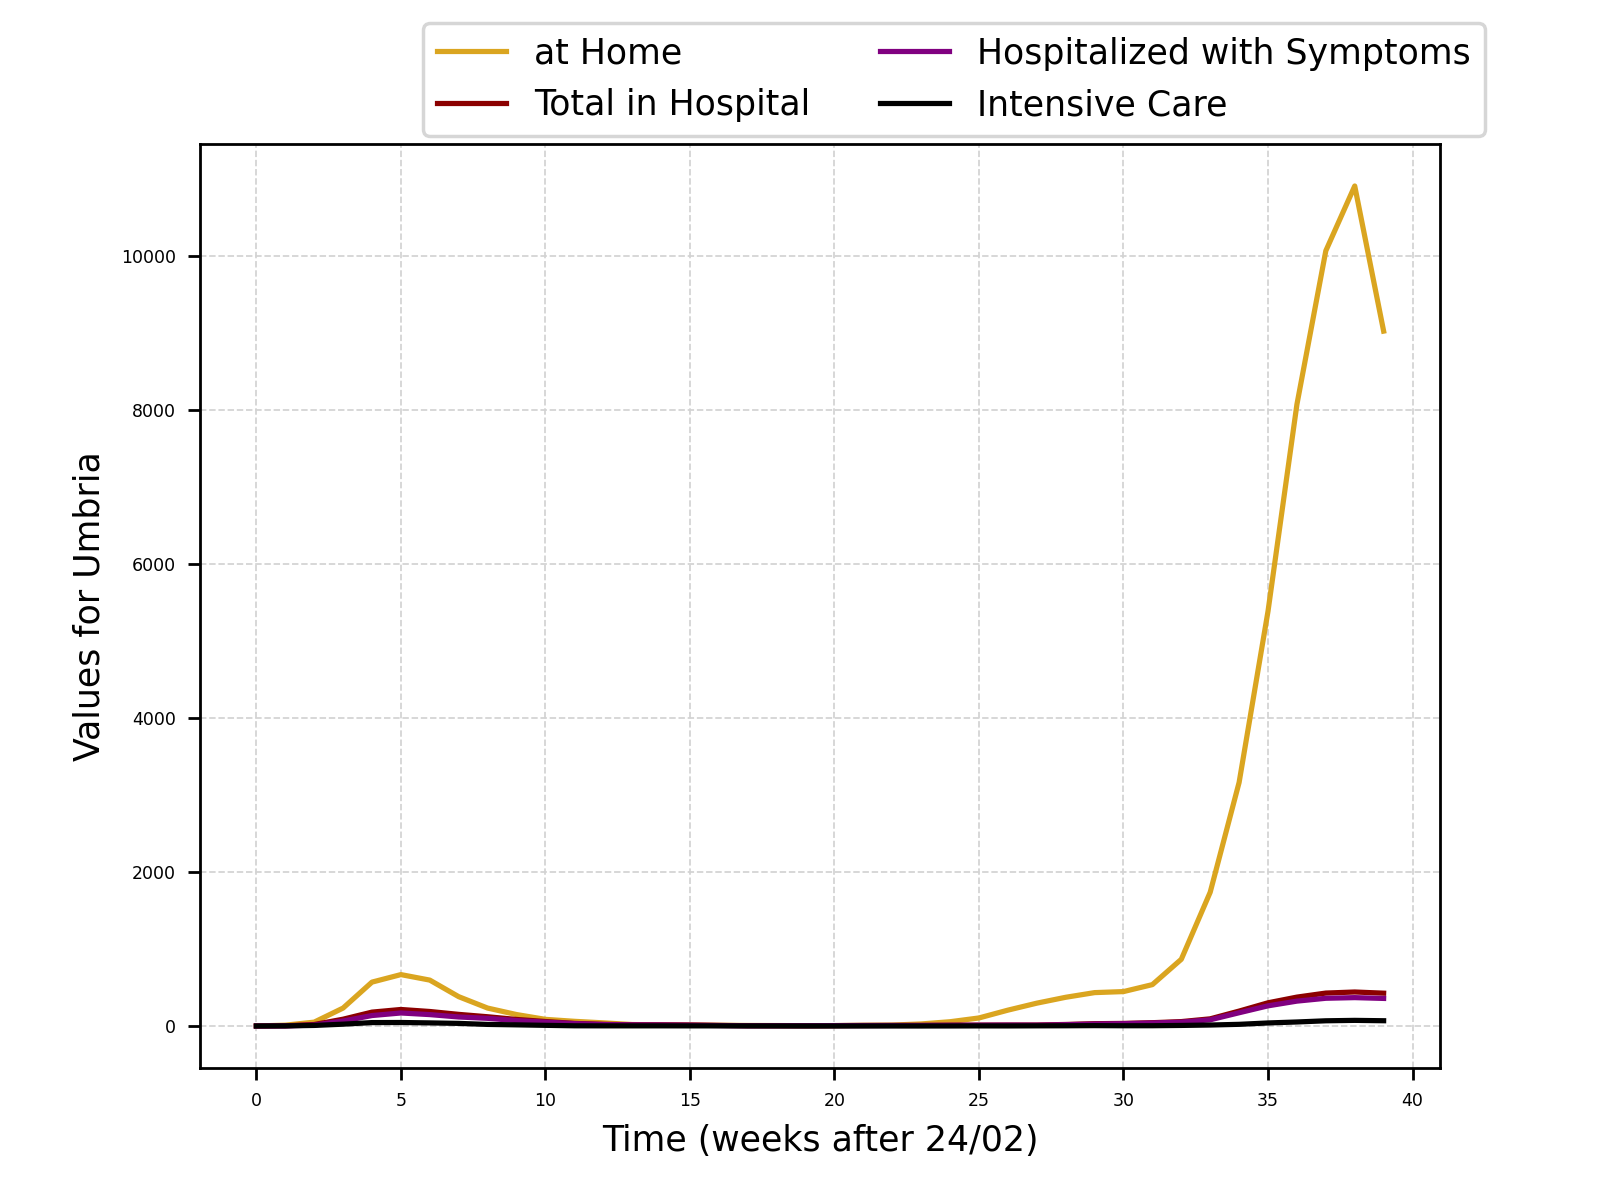 at Home
Total in Hospital
Hospitalized with Symptoms
Intensive Care
Values for Umbria
10000
8000
6000
4000
2000
0
0 5 10 15 20 25 30 35 40
Time (weeks after 24/02)